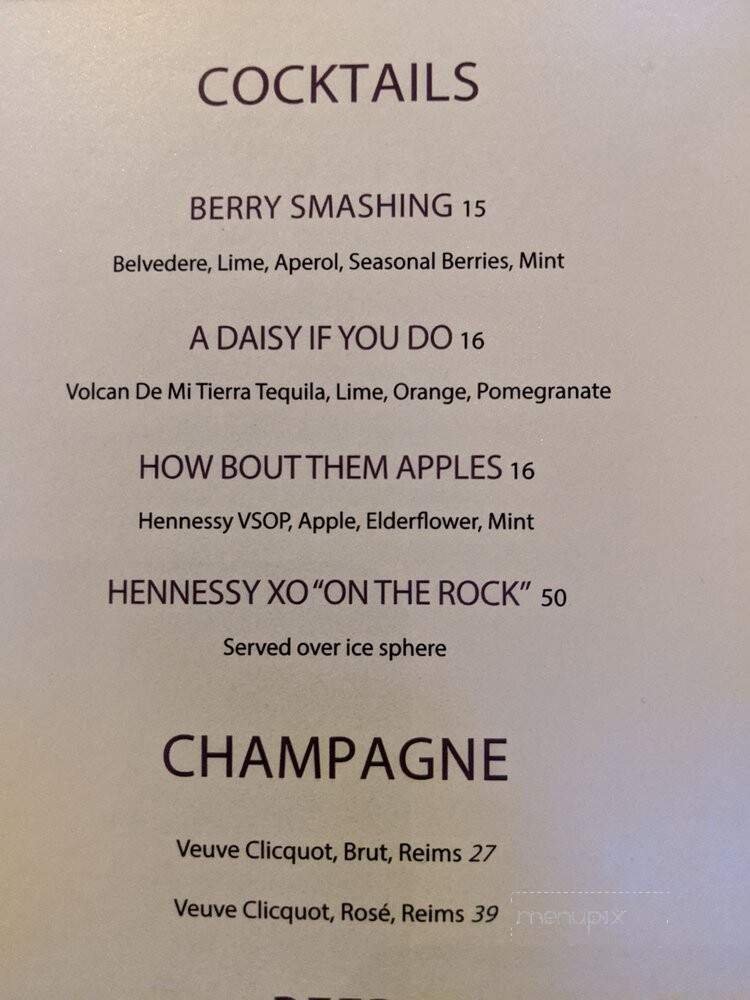 COCKTAILS
BERRY SMASHING 15
Belvedere, Lime, Aperol, Seasonal Berries, Mint
A DAISY IF YOU DO 16
Volcan De Mi Tierra Tequila, Lime, Orange, Pomegranate
HOW BOUT THEM APPLES 16
Hennessy VSOP, Apple, Elderflower, Mint
HENNESSY XO "ON THE ROCK" 50
Served over ice sphere
CHAMPAGNE
Veuve Clicquot, Brut, Reims 27
Veuve Clicquot, Rosé, Reims 39
menupix